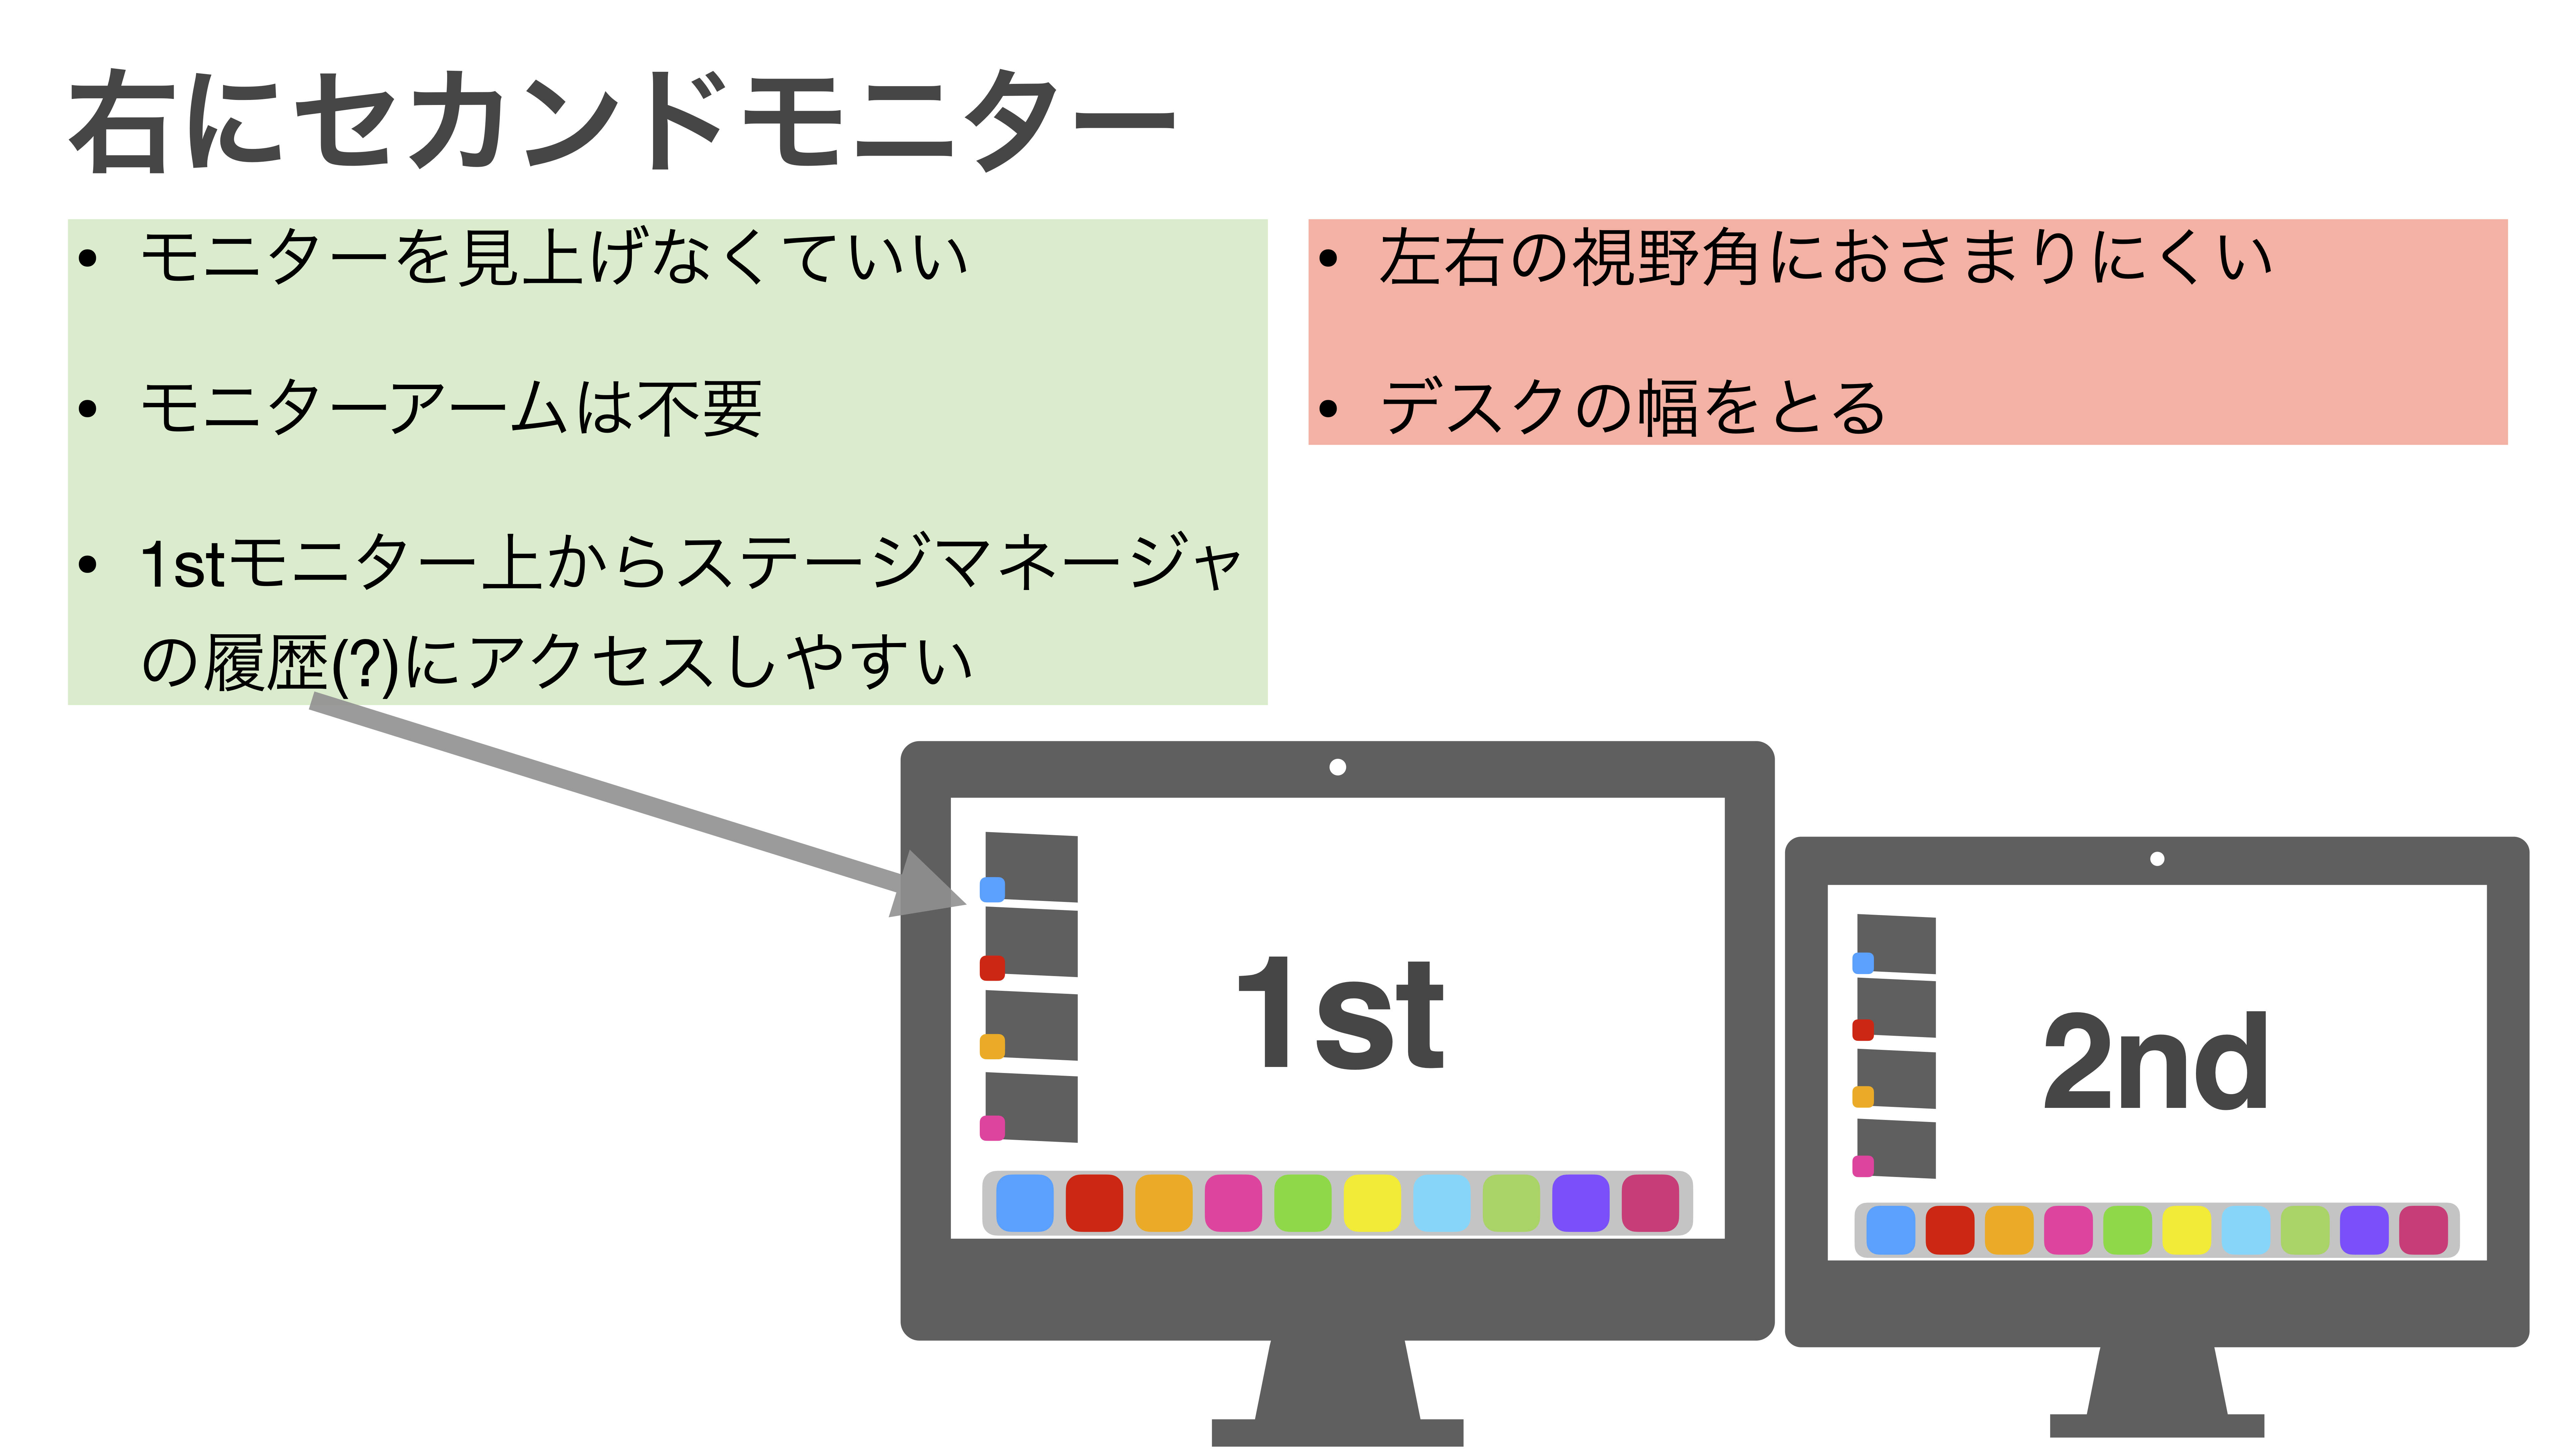 右にセカンドモニター
• モニターを見上げなくていい
• モニターアームは不要
• 1stモニター上からステージマネージャ
の履歴(?)にアクセスしやすい
• 左右の視野角におさまりにくい
• デスクの幅をとる
1st
2nd